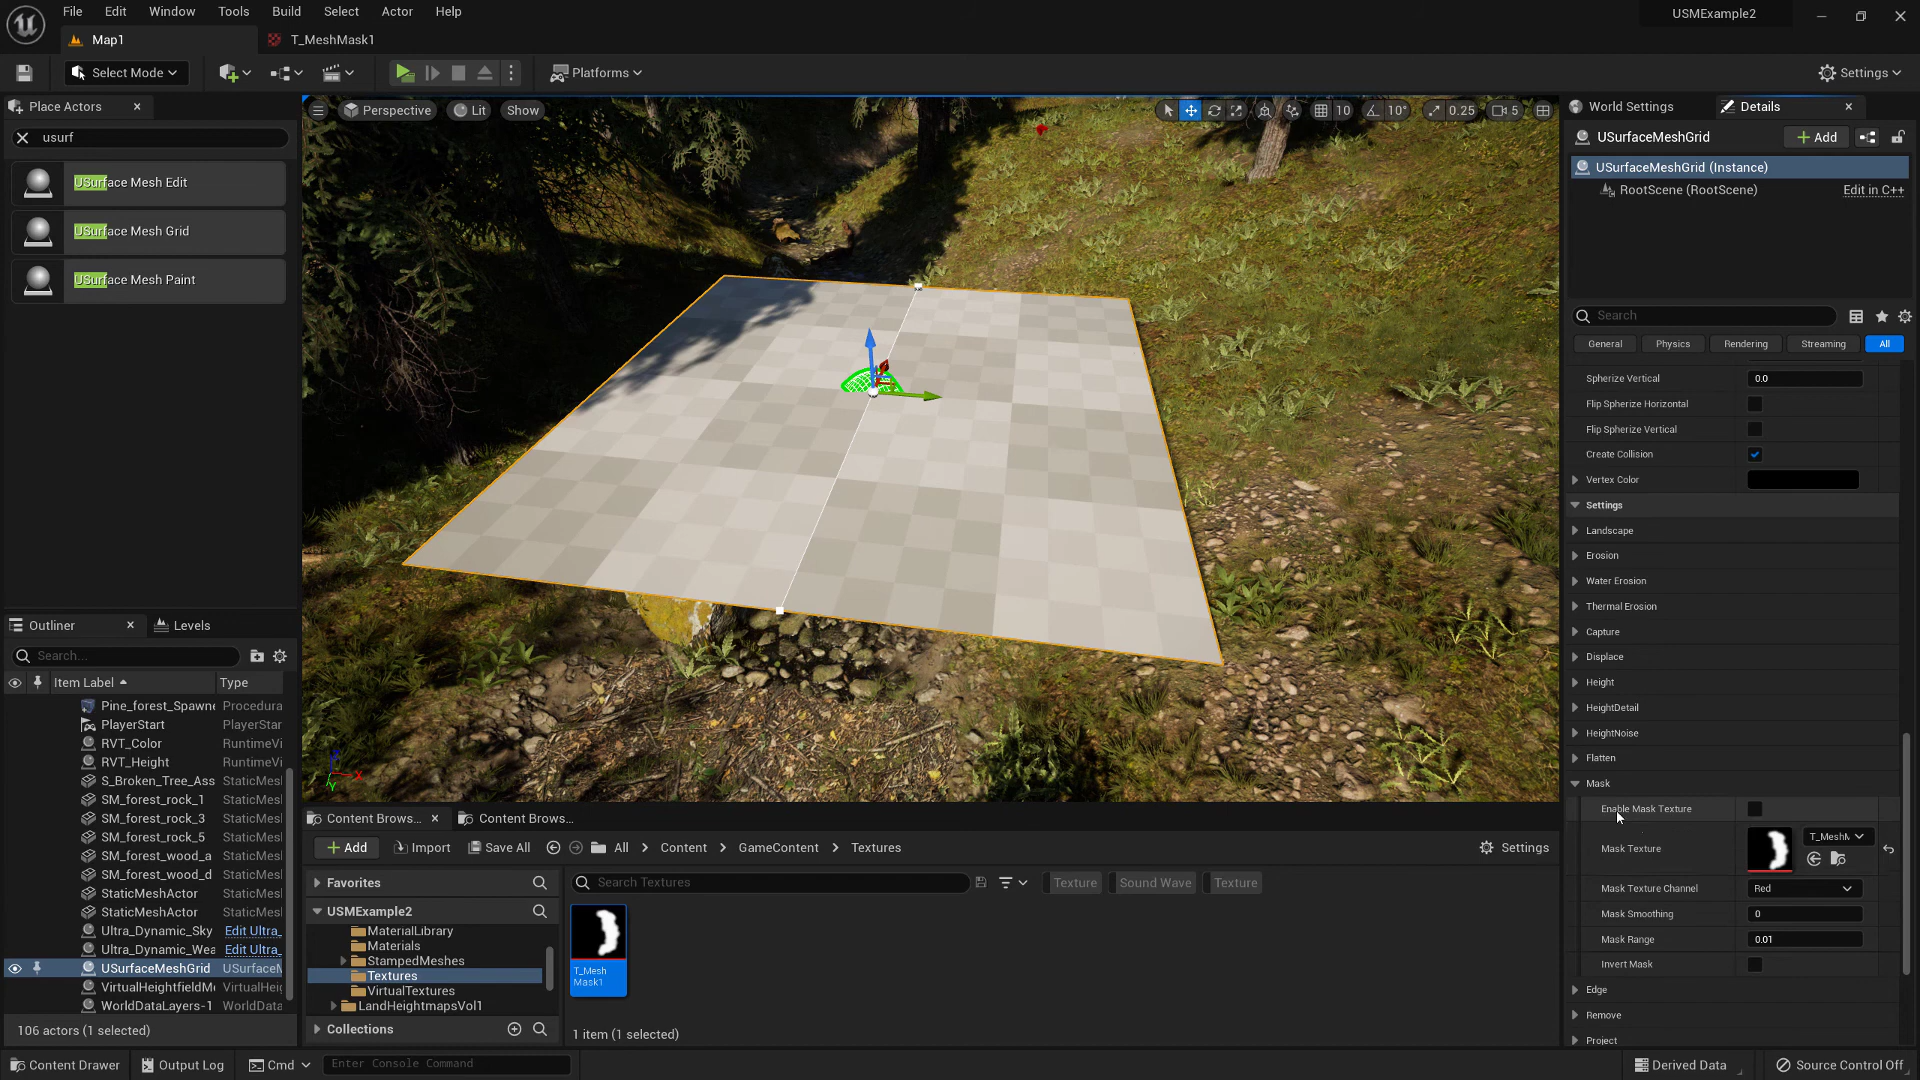 File Edit Window Tools Build Select Actor Help
USMExample2
Map1
T_MeshMask1
Select Mode
Platforms
Settings
Place Actors
usurf
USurface Mesh Edit
USurface Mesh Grid
USurface Mesh Paint
Perspective
Lit
Show
10
10°
0.25
5
World Settings
Details
USurfaceMeshGrid
Add
USurfaceMeshGrid (Instance)
RootScene (RootScene)
Edit in C++
Search
General
Physics
Rendering
Streaming
All
Spherize Vertical
0.0
Flip Spherize Horizontal
Flip Spherize Vertical
Create Collision
Vertex Color
Settings
Landscape
Erosion
Water Erosion
Thermal Erosion
Capture
Displace
Height
HeightDetail
HeightNoise
Flatten
Mask
Enable Mask Texture
Mask Texture
T_MeshM
Mask Texture Channel
Red
Mask Smoothing
0
Mask Range
0.01
Invert Mask
Edge
Remove
Project
Outliner
Levels
Search...
Item Label
Type
Pine_forest_Spawne
Procedura
PlayerStart
PlayerStar
RVT_Color
RuntimeVi
RVT_Height
RuntimeVi
S_Broken_Tree_Ass
StaticMesl
SM_forest_rock_1
StaticMesl
SM_forest_rock_3
StaticMesl
SM_forest_rock_5
StaticMesl
SM_forest_wood_a
StaticMesl
SM_forest_wood_d
StaticMesl
StaticMeshActor
StaticMesl
StaticMeshActor
StaticMesl
Ultra_Dynamic_Sky
Edit Ultra_
Ultra_Dynamic_Wea
Edit Ultra_
USurfaceMeshGrid
USurfaceM
VirtualHeightfieldMe
VirtualHei
WorldDataLayers-1
WorldData
106 actors (1 selected)
X
Y
Content Brows...
Content Brows...
Add
Import
Save All
All
Content
GameContent
Textures
Settings
Favorites
USMExample2
MaterialLibrary
Materials
StampedMeshes
Textures
VirtualTextures
LandHeightmapsVol1
Collections
Search Textures
Texture
Sound Wave
Texture
T_Mesh
Mask1
1 item (1 selected)
Content Drawer
Output Log
Cmd
Enter Console Command
Derived Data
Source Control Off